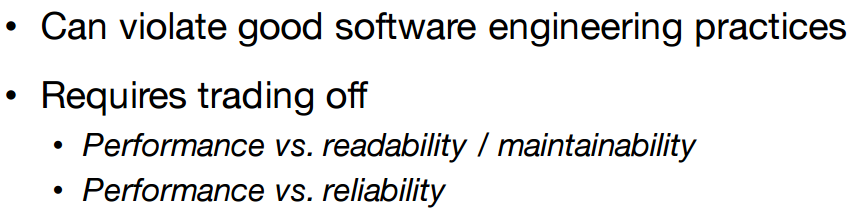 • Can violate good software engineering practices
• Requires trading off
• Performance vs. readability / maintainability
• Performance vs. reliability